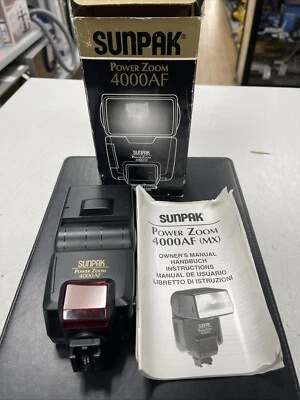 SUNPAK®
POWER ZOOM
4000AF
SUNPAK
POWER ZOOM
4000AF (MX)
OWNER'S MANUAL
HANDBUCH
INSTRUCTIONS
MANUAL DE USUARIO
LIBRETTO DI ISTRUZIONI
SUNPAK
POWER ZOOM
4000AF